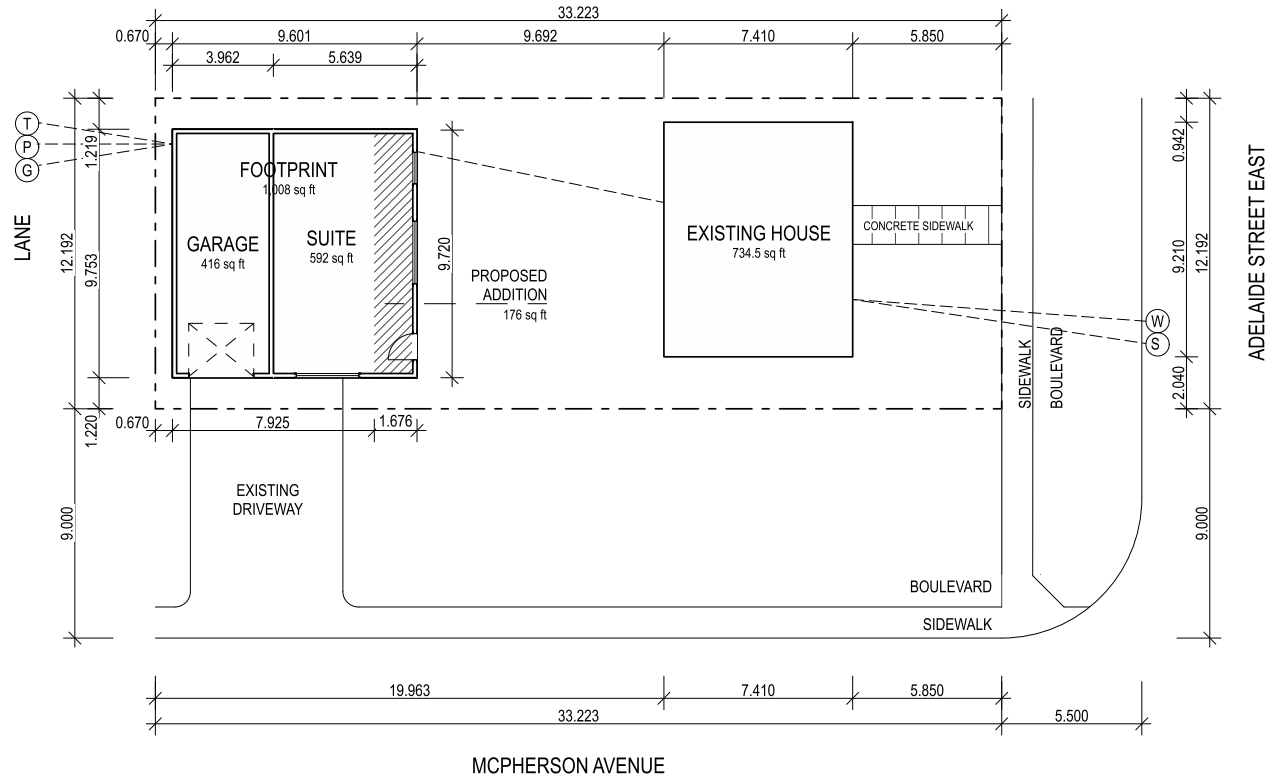 33.223
0.670
9.601
9.692
7.410
5.850
3.962
5.639
T
P
G
LANE
12.192
1.219
9.753
1.220
9.000
FOOTPRINT
1,008 sq ft
GARAGE
416 sq ft
SUITE
592 sq ft
9.720
PROPOSED
ADDITION
176 sq ft
EXISTING HOUSE
734.5 sq ft
CONCRETE SIDEWALK
W
S
SIDEWALK
BOULEVARD
0.942
9.210
2.040
12.192
9.000
ADELAIDE STREET EAST
0.670
7.925
1.676
EXISTING
DRIVEWAY
BOULEVARD
SIDEWALK
19.963
7.410
5.850
33.223
5.500
MCPHERSON AVENUE